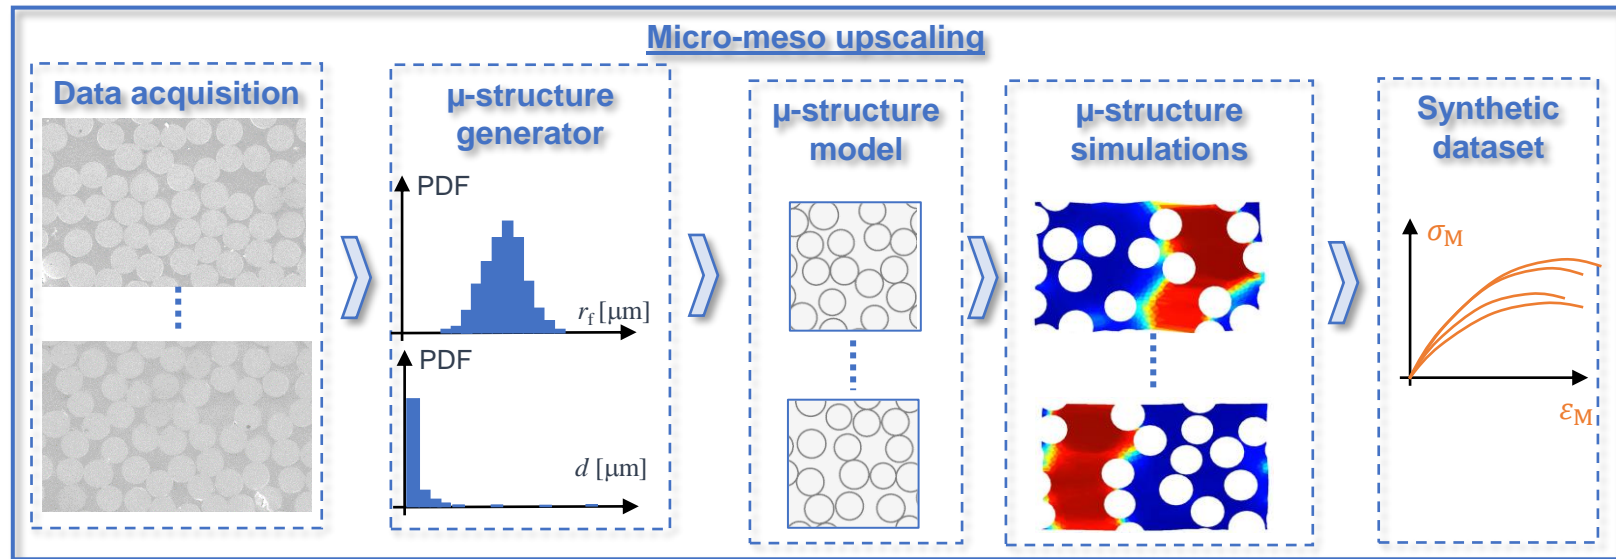 Micro-meso upscaling
Data acquisition
µ-structure
generator
PDF
r_f [µm]
PDF
d [µm]
µ-structure
model
µ-structure
simulations
Synthetic
dataset
σ_M
ε_M